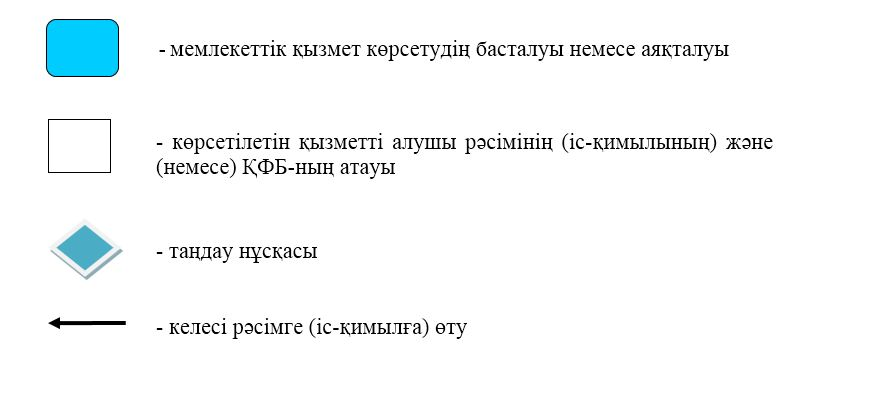 - мемлекеттік қызмет көрсетудің басталуы немесе аяқталуы
- көрсетілетін қызметті алушы рәсімінің (іс-қимылының) және
(немесе) ҚФБ-ның атауы
- таңдау нұсқасы
- келесі рәсімге (іс-қимылға) өту